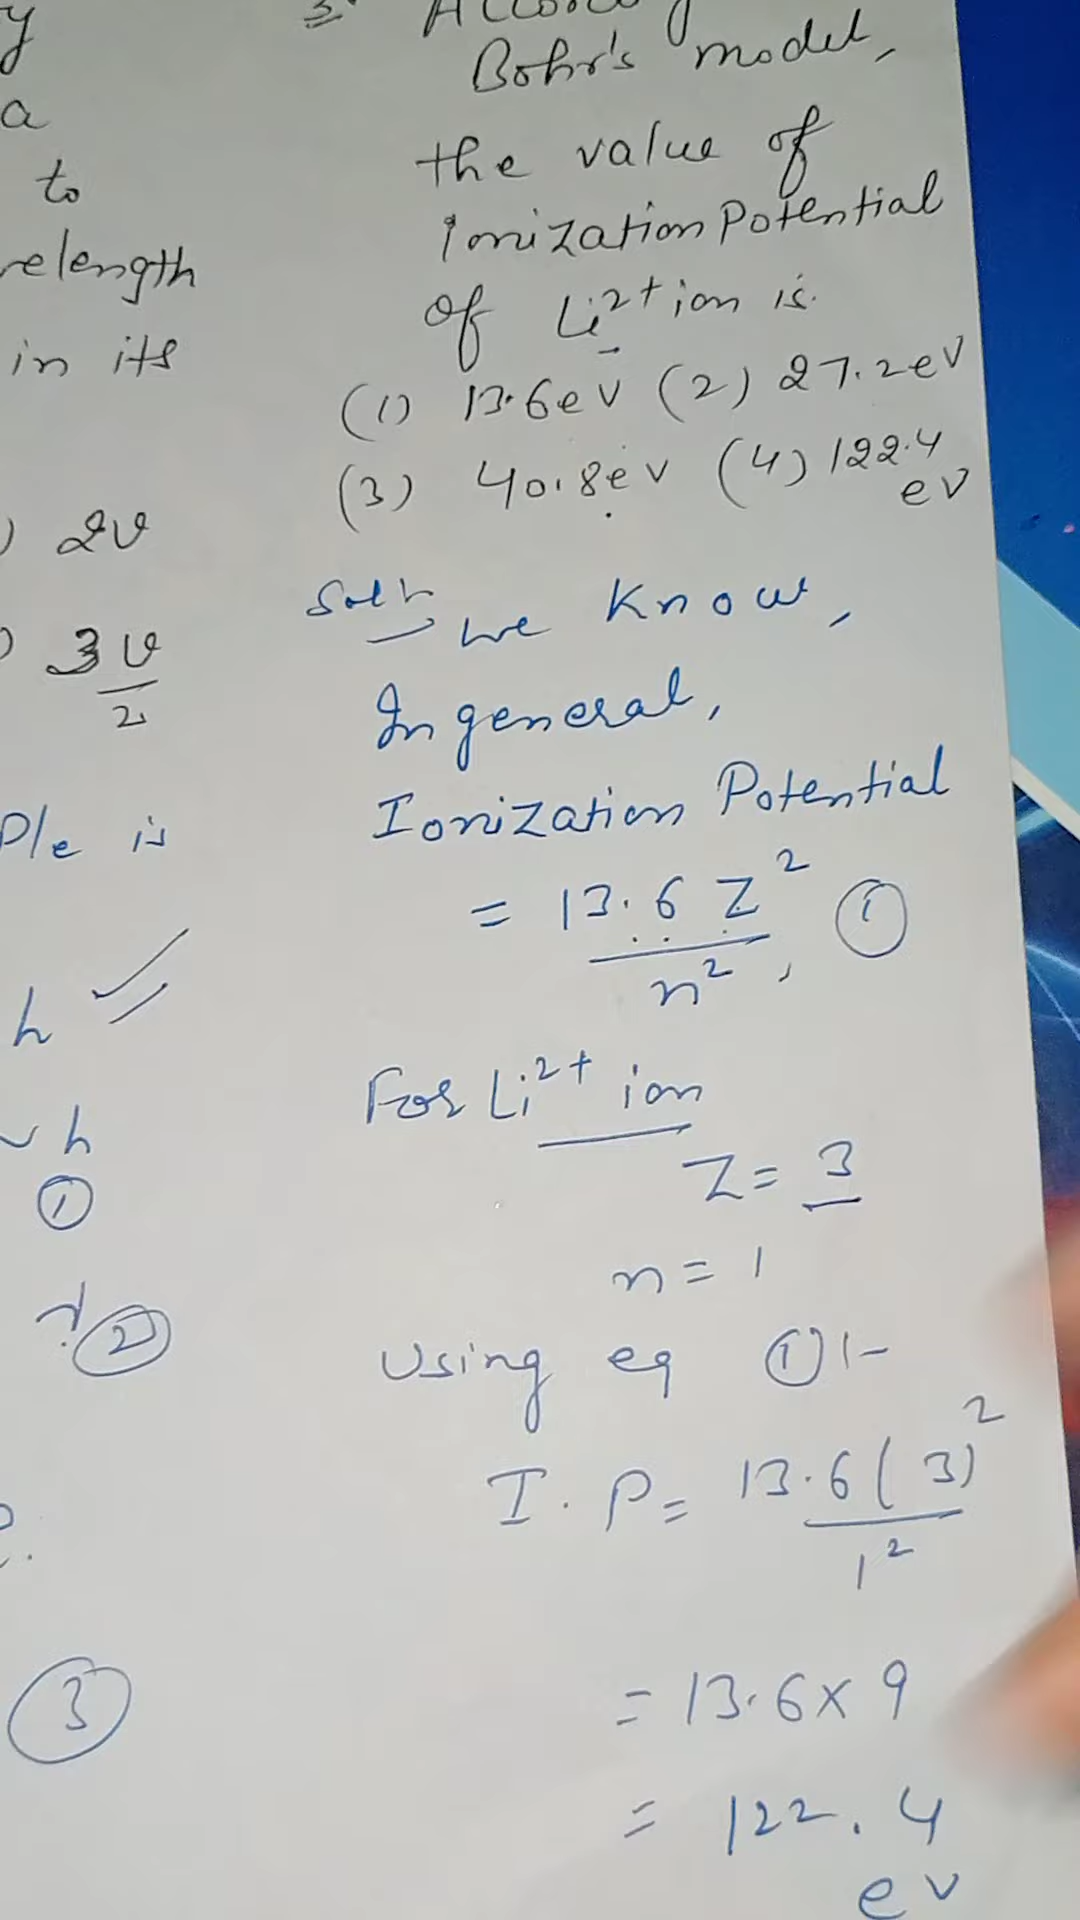 y
a
to
relength
in its
) 2v
) 3v
2
Ple is
h
h
①
②
③
3.
Bohr's model,
the value of
Ionization Potential
of Li²⁺ ion is.
(1) 13.6eV (2) 27.2eV
(3) 40.8eV (4) 122.4
eV
Solⁿ we Know,
In general,
Ionization Potential
= 13.6 Z² ①
n²,
For Li²⁺ ion
Z = 3
n = 1
Using eq ① :-
I. P = 13.6 (3)²
1²
= 13.6 x 9
= 122.4
eV